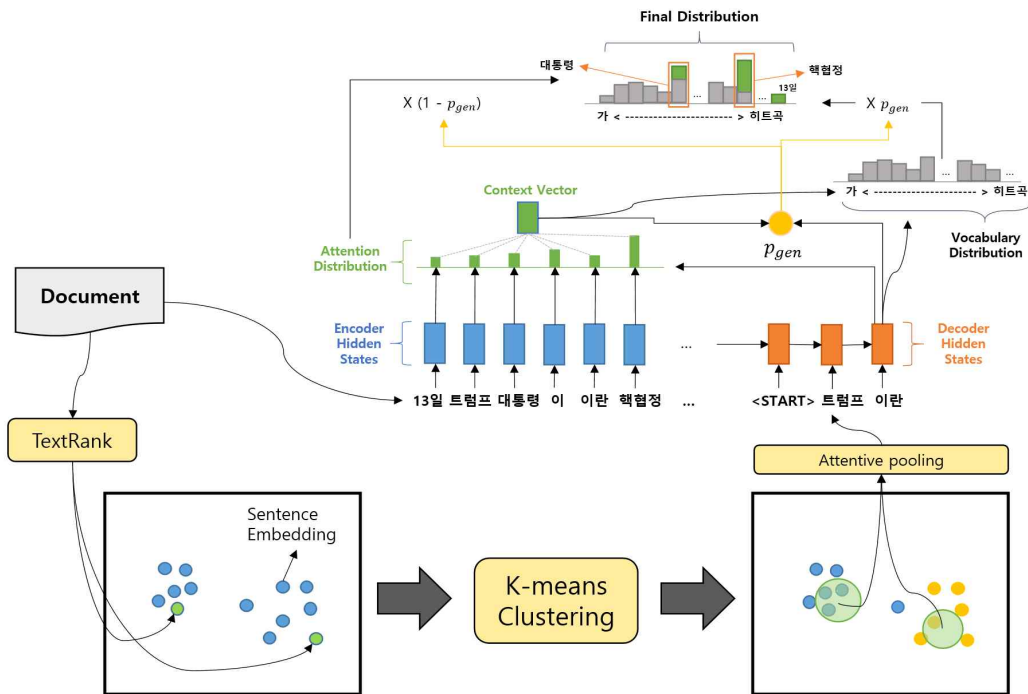 Final Distribution
대통령
핵협정
13일
...
...
X (1 - p_gen)
X p_gen
가 < ----------------------- > 히트곡
Context Vector
...
...
가 < ----------------------- > 히트곡
Attention
Distribution
p_gen
Vocabulary
Distribution
Document
Encoder
Hidden
States
...
Decoder
Hidden
States
13일 트럼프 대통령 이 이란 핵협정 ... <START> 트럼프 이란
TextRank
Attentive pooling
Sentence
Embedding
K-means
Clustering